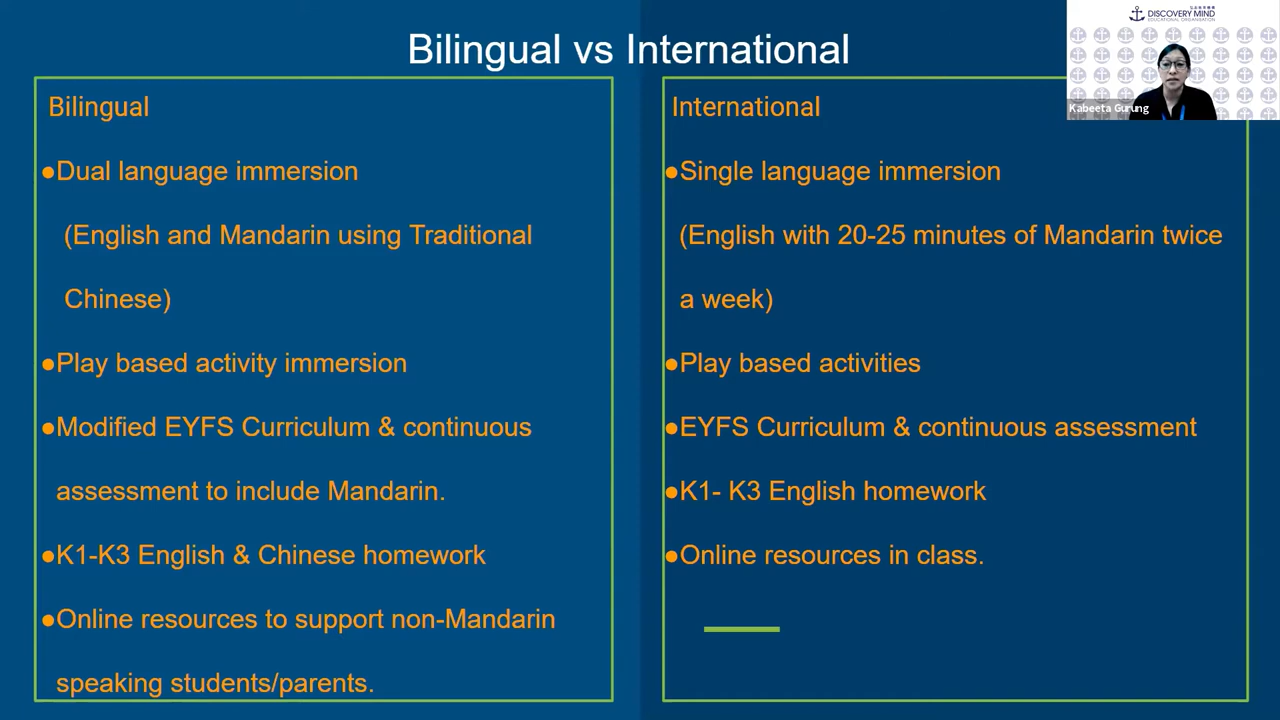 Bilingual vs International
Bilingual
●Dual language immersion
(English and Mandarin using Traditional
Chinese)
●Play based activity immersion
●Modified EYFS Curriculum & continuous
assessment to include Mandarin.
●K1-K3 English & Chinese homework
●Online resources to support non-Mandarin
speaking students/parents.
International
●Single language immersion
(English with 20-25 minutes of Mandarin twice
a week)
●Play based activities
●EYFS Curriculum & continuous assessment
●K1- K3 English homework
●Online resources in class.
DISCOVERY MIND
EDUCATIONAL ORGANISATION
Kabeeta Gurung